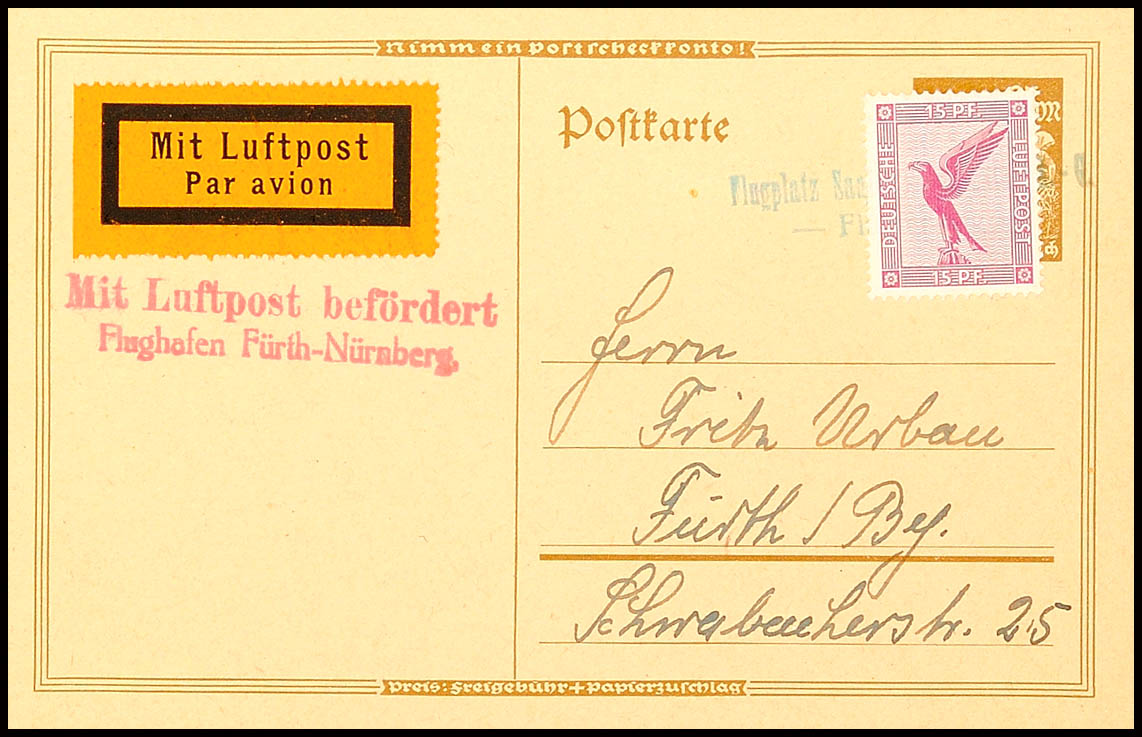 Nimm ein Postscheckkonto!
Mit Luftpost
Par avion
Mit Luftpost befördert
Flughafen Fürth-Nürnberg.
Postkarte
Flugplatz
15 PF.
DEUTSCHE
LUFTPOST
15 PF.
Herrn
Fritz Urban
Fürth / By.
Schwabacherstr. 25
Preis: Freigebühr + Papierzuschlag